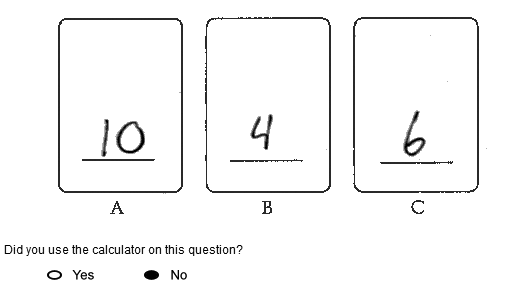 10 4 6
A B C
Did you use the calculator on this question?
Yes No